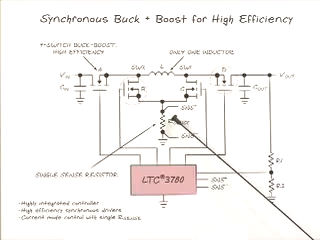 Synchronous Buck + Boost for High Efficiency
4-SWITCH BUCK-BOOST:
HIGH EFFICIENCY
ONLY ONE INDUCTOR
VIN
A
SW2
L
SW1
D
VOUT
CIN
B
C
COUT
SNS+
SNS-
SINGLE SENSE RESISTOR
R1
R2
LTC®3780
SNS+
SNS-
-Highly integrated controller
-High efficiency synchronous drivers
-Current mode control with single RSENSE